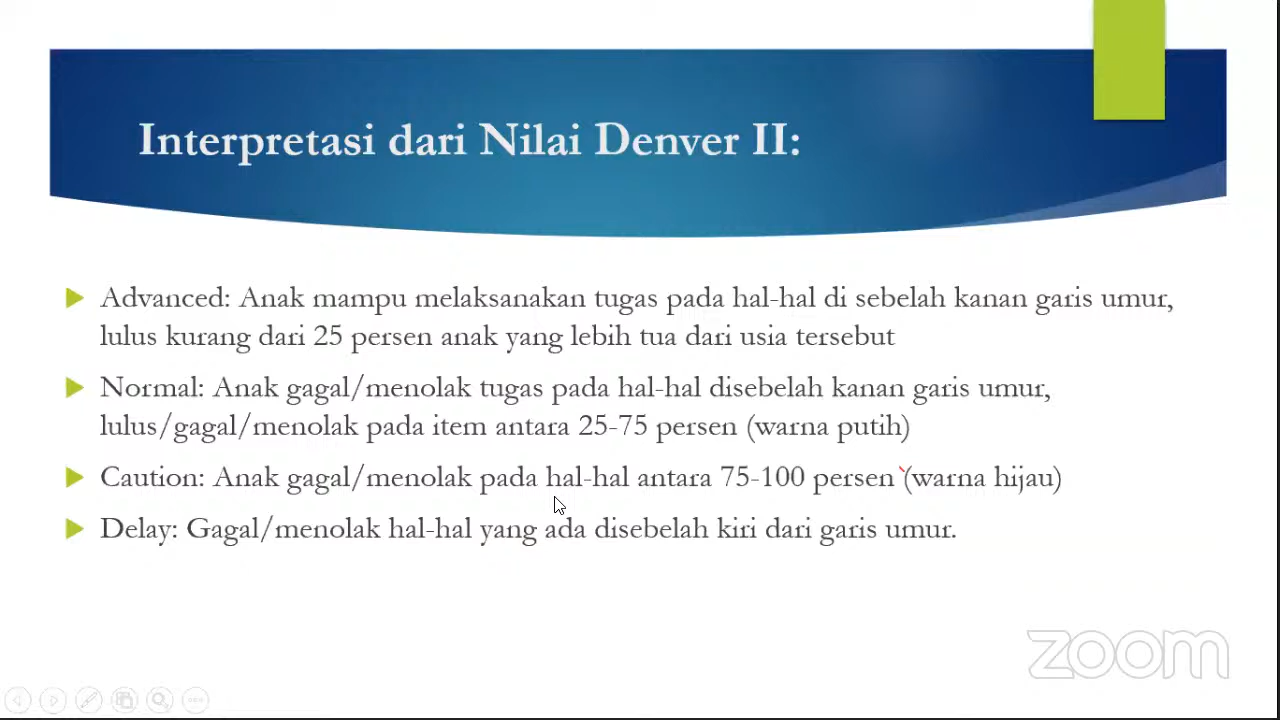 Interpretasi dari Nilai Denver II:
Advanced: Anak mampu melaksanakan tugas pada hal-hal di sebelah kanan garis umur,
lulus kurang dari 25 persen anak yang lebih tua dari usia tersebut
Normal: Anak gagal/menolak tugas pada hal-hal disebelah kanan garis umur,
lulus/gagal/menolak pada item antara 25-75 persen (warna putih)
Caution: Anak gagal/menolak pada hal-hal antara 75-100 persen (warna hijau)
Delay: Gagal/menolak hal-hal yang ada disebelah kiri dari garis umur.
zoom